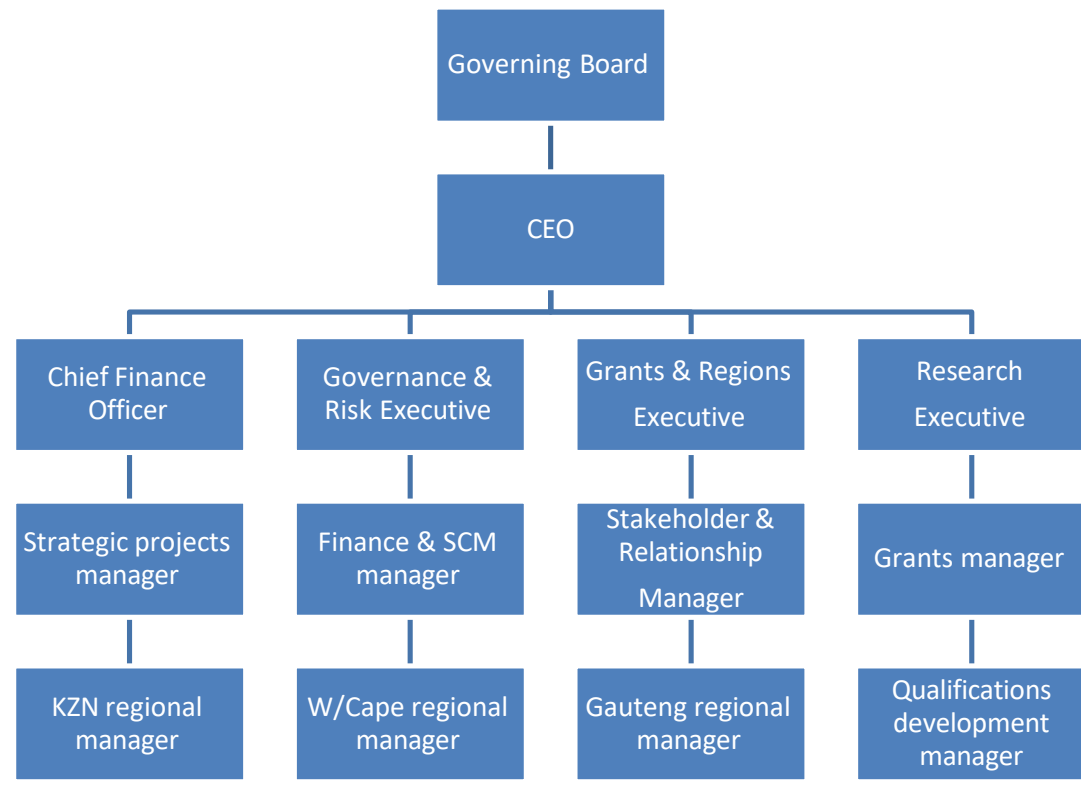 Governing Board
CEO
Chief Finance
Officer
Governance &
Risk Executive
Grants & Regions
Executive
Research
Executive
Strategic projects
manager
Finance & SCM
manager
Stakeholder &
Relationship
Manager
Grants manager
KZN regional
manager
W/Cape regional
manager
Gauteng regional
manager
Qualifications
development
manager